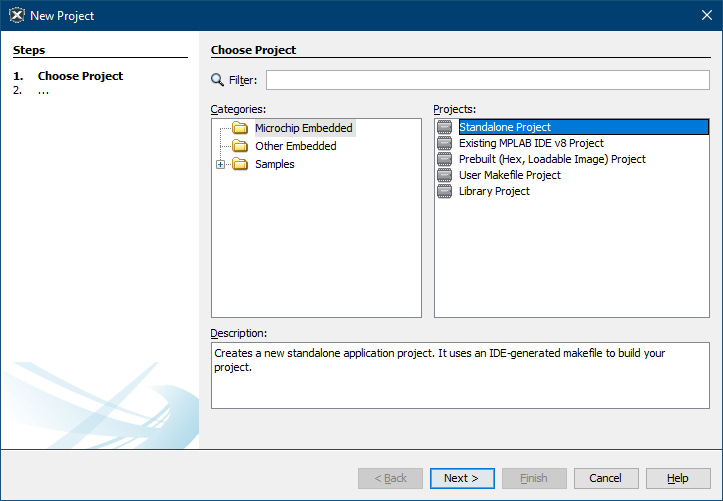 New Project
Steps
1. Choose Project
2. ...
Choose Project
Filter:
Categories:
Microchip Embedded
Other Embedded
Samples
Projects:
Standalone Project
Existing MPLAB IDE v8 Project
Prebuilt (Hex, Loadable Image) Project
User Makefile Project
Library Project
Description:
Creates a new standalone application project. It uses an IDE-generated makefile to build your
project.
< Back
Next >
Finish
Cancel
Help